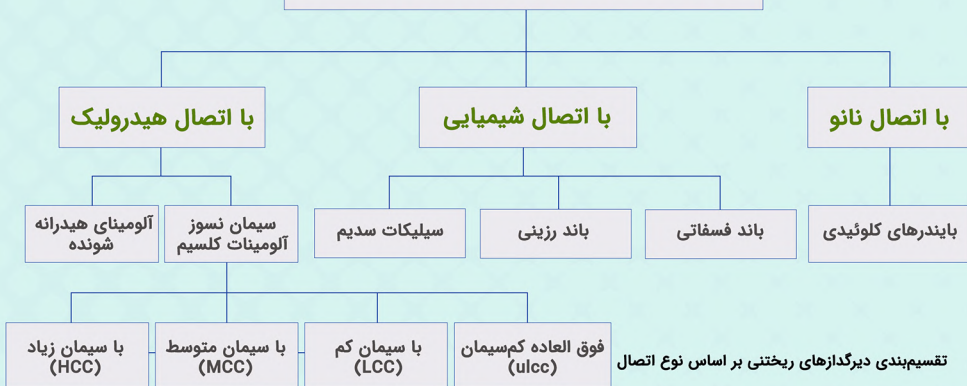 با اتصال نانو
با اتصال شیمیایی
با اتصال هیدرولیک
بایندرهای کلوئیدی
باند فسفاتی
باند رزینی
سیلیکات سدیم
سیمان نسوز
آلومینات کلسیم
آلومینای هیدرانه
شونده
فوق العاده کم‌سیمان
(ulcc)
با سیمان کم
(LCC)
با سیمان متوسط
(MCC)
با سیمان زیاد
(HCC)
تقسیم‌بندی دیرگدازهای ریختنی بر اساس نوع اتصال